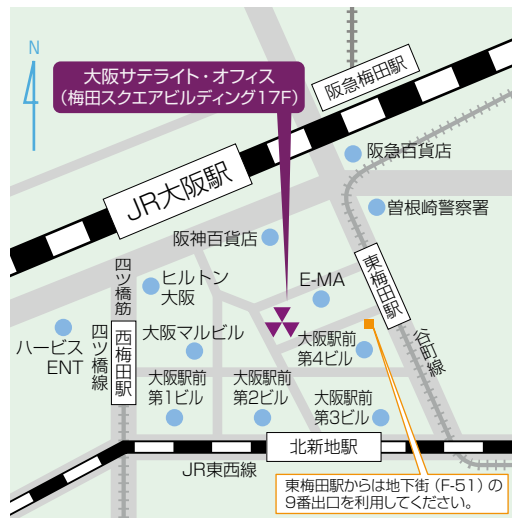 N
大阪サテライト・オフィス
（梅田スクエアビルディング17F）
阪急梅田駅
阪急百貨店
JR大阪駅
曽根崎警察署
阪神百貨店
四ツ橋筋
ヒルトン
大阪
E-MA
東梅田駅
ハービス
ENT
四ツ橋線
西梅田駅
大阪マルビル
大阪駅前
第4ビル
谷町線
大阪駅前
第1ビル
大阪駅前
第2ビル
大阪駅前
第3ビル
北新地駅
JR東西線
東梅田駅からは地下街（F-51）の
9番出口を利用してください。